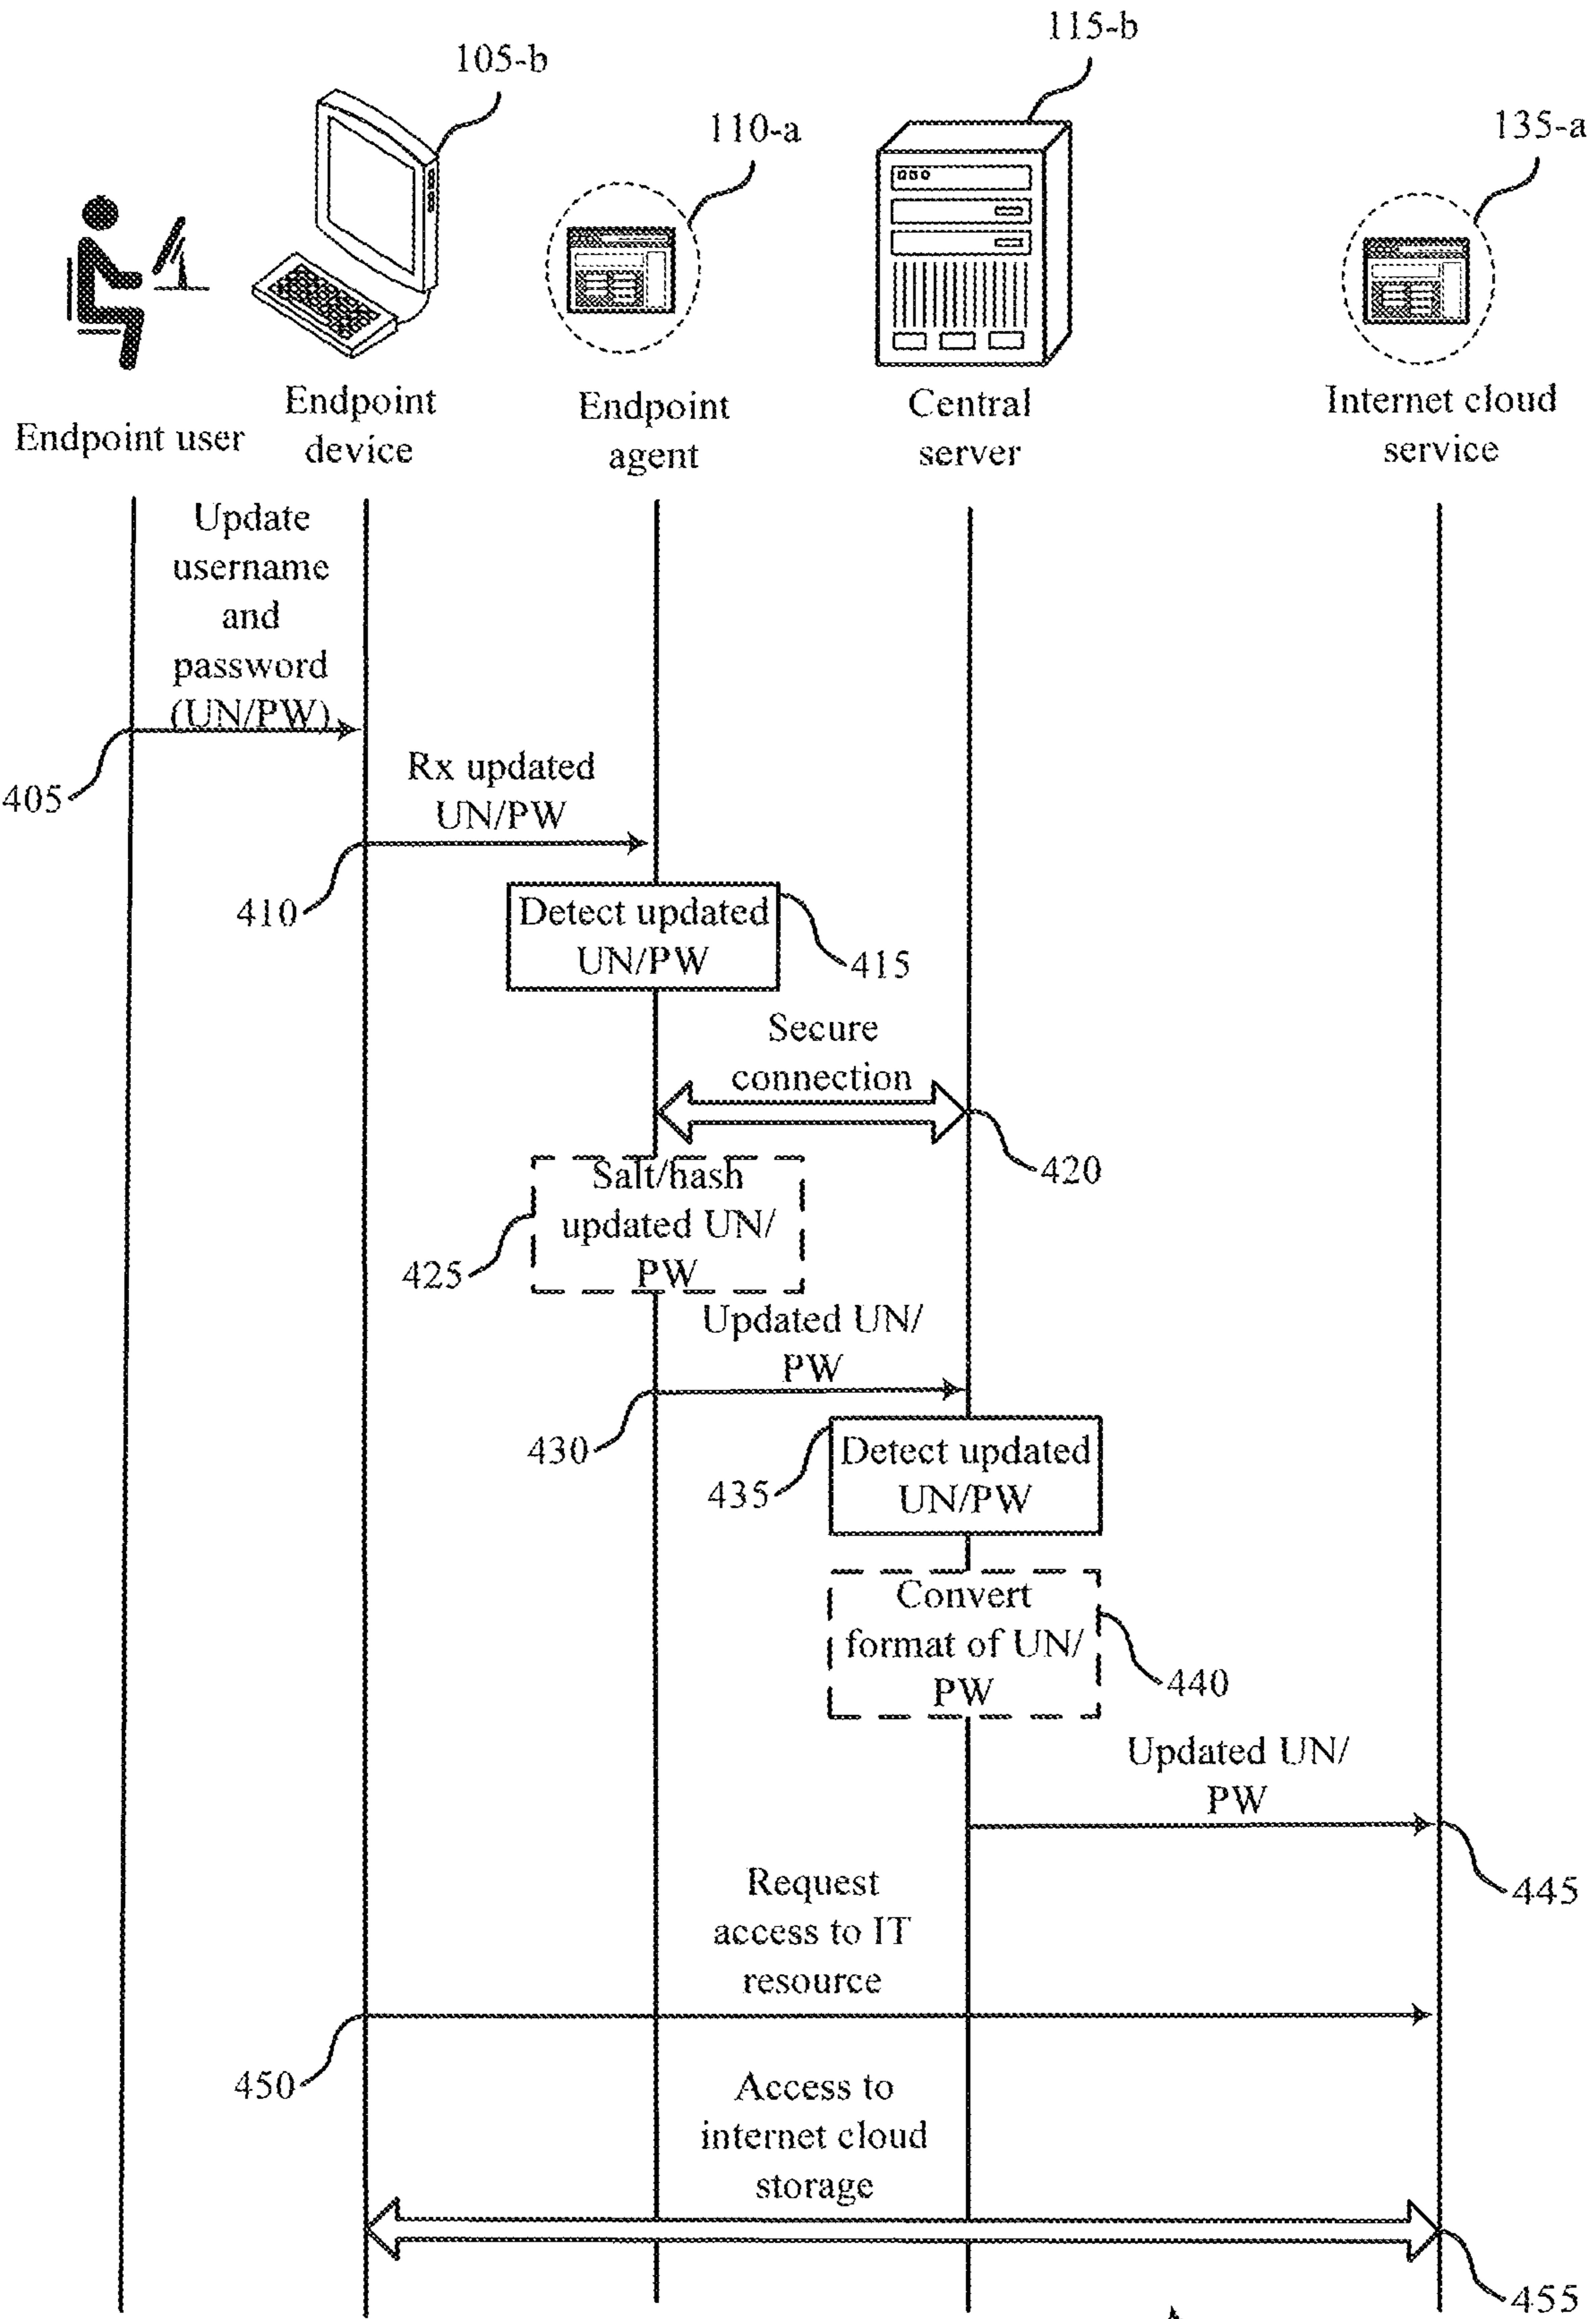 105-b
115-b
110-a
135-a
Endpoint user
Endpoint
device
Endpoint
agent
Central
server
Internet cloud
service
Update
username
and
password
(UN/PW)
405
Rx updated
UN/PW
410
Detect updated
UN/PW
415
Secure
connection
420
Salt/hash
updated UN/
PW
425
Updated UN/
PW
430
Detect updated
UN/PW
435
Convert
format of UN/
PW
440
Updated UN/
PW
445
Request
access to IT
resource
450
Access to
internet cloud
storage
455